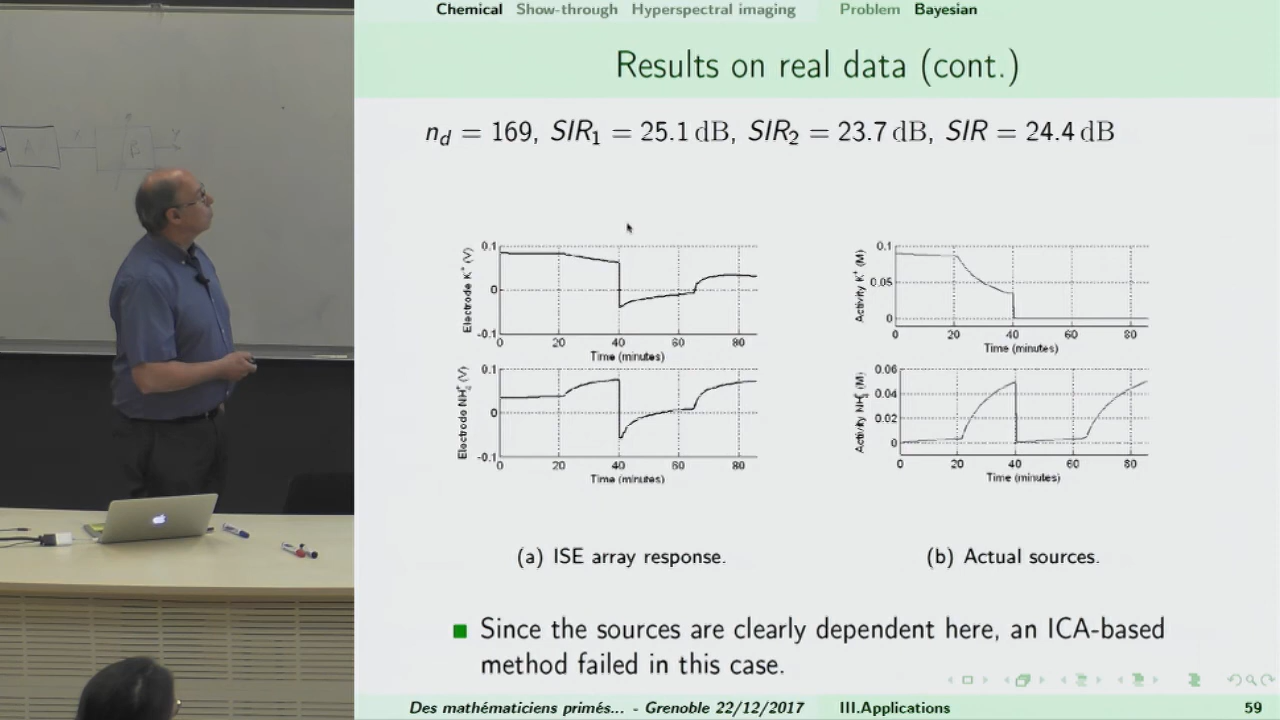 Chemical Show-through Hyperspectral imaging Problem Bayesian
Results on real data (cont.)
n_d = 169, SIR_1 = 25.1 dB, SIR_2 = 23.7 dB, SIR = 24.4 dB
Electrode K⁺ (V)
0.1
0
-0.1
0 20 40 60 80
Time (minutes)
Electrode NH₄⁺ (V)
0.1
0
-0.1
0 20 40 60 80
Time (minutes)
(a) ISE array response.
Activity K⁺ (M)
0.1
0.05
0
0 20 40 60 80
Time (minutes)
Activity NH₄⁺ (M)
0.06
0.04
0.02
0
0 20 40 60 80
Time (minutes)
(b) Actual sources.
Since the sources are clearly dependent here, an ICA-based
method failed in this case.
Des mathématiciens primés... - Grenoble 22/12/2017 III.Applications 59